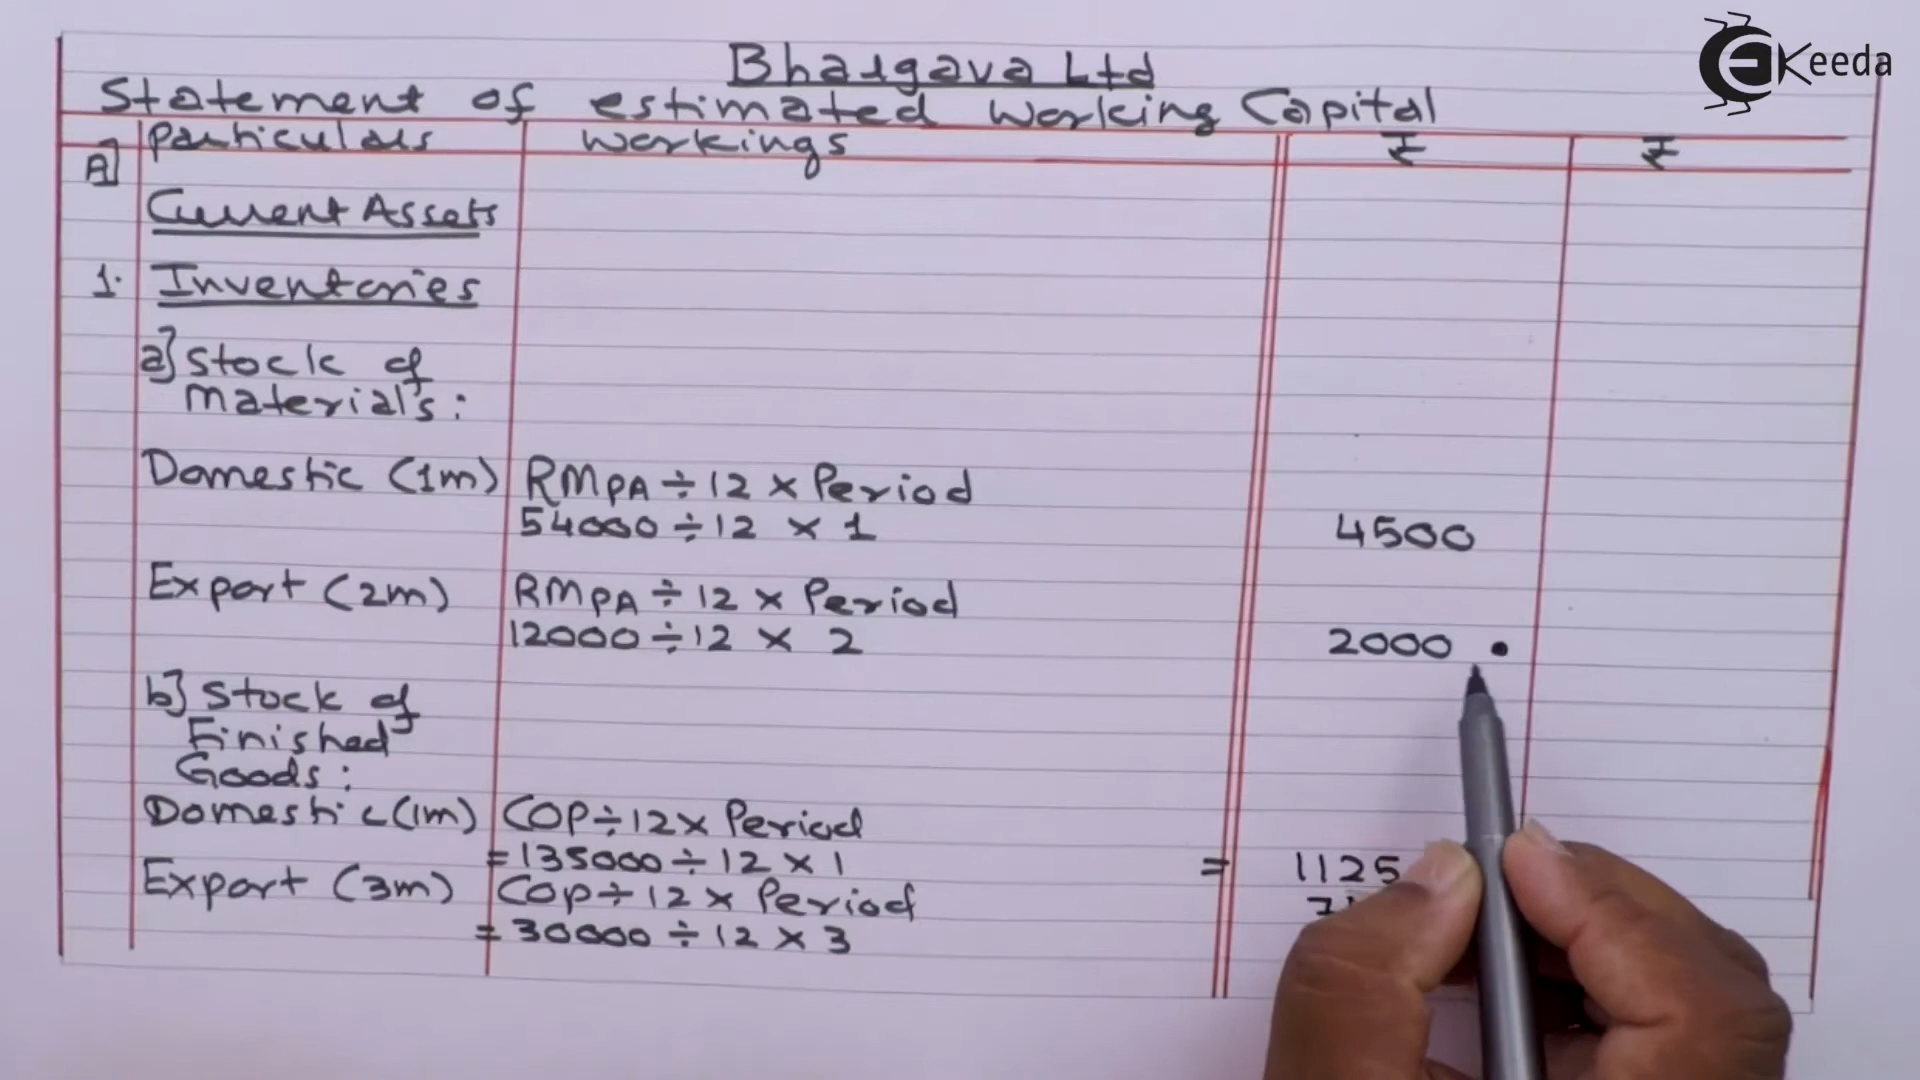 Bhargava Ltd
Keeda
Statement of estimated Working Capital
Particulars workings ₹ ₹
A]
Current Assets
1. Inventories
a] Stock of
materials:
Domestic (1m) RMPA ÷ 12 × Period
54000 ÷ 12 × 1 4500
Export (2m) RMPA ÷ 12 × Period
12000 ÷ 12 × 2 2000
b] Stock of
Finished
Goods:
Domestic (1m) COP ÷ 12 × Period
= 135000 ÷ 12 × 1 = 1125
Export (3m) COP ÷ 12 × Period
= 30000 ÷ 12 × 3